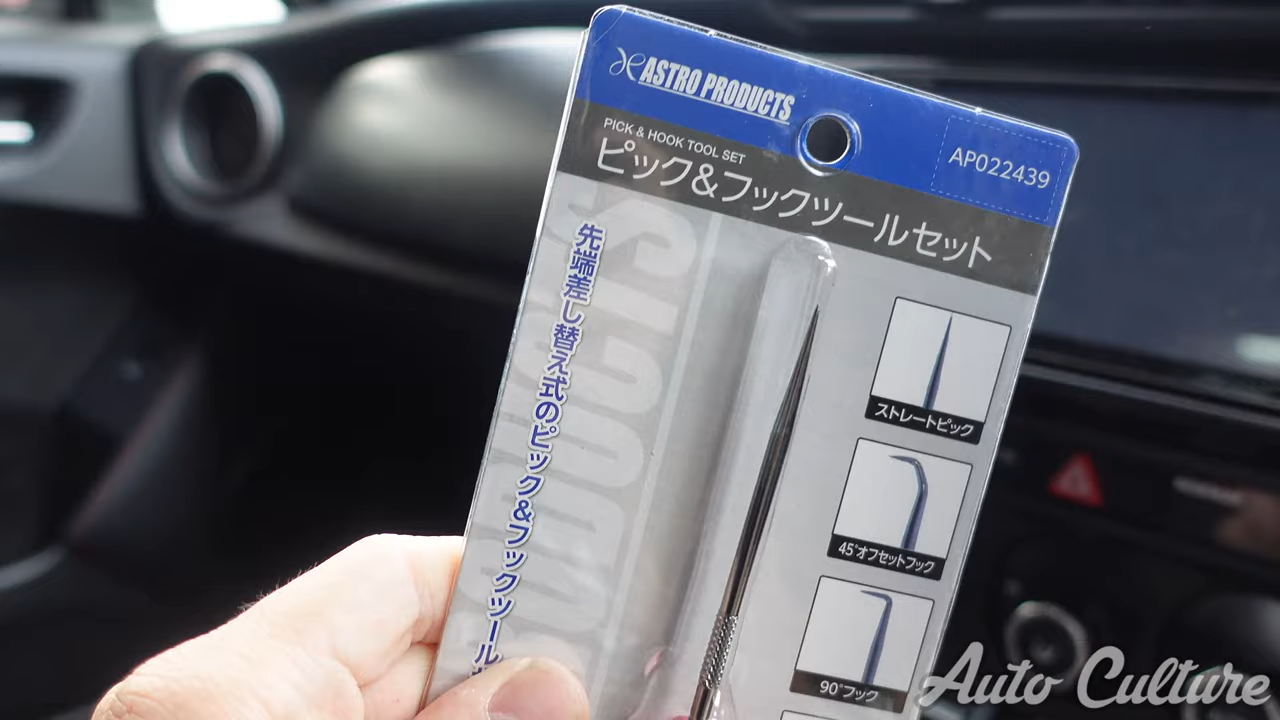 ASTRO PRODUCTS
AP022439
PICK & HOOK TOOL SET
ピック&フックツールセット
先端差し替え式のピック&フックツール
ストレートピック
45°オフセットフック
90°フック
Auto Culture